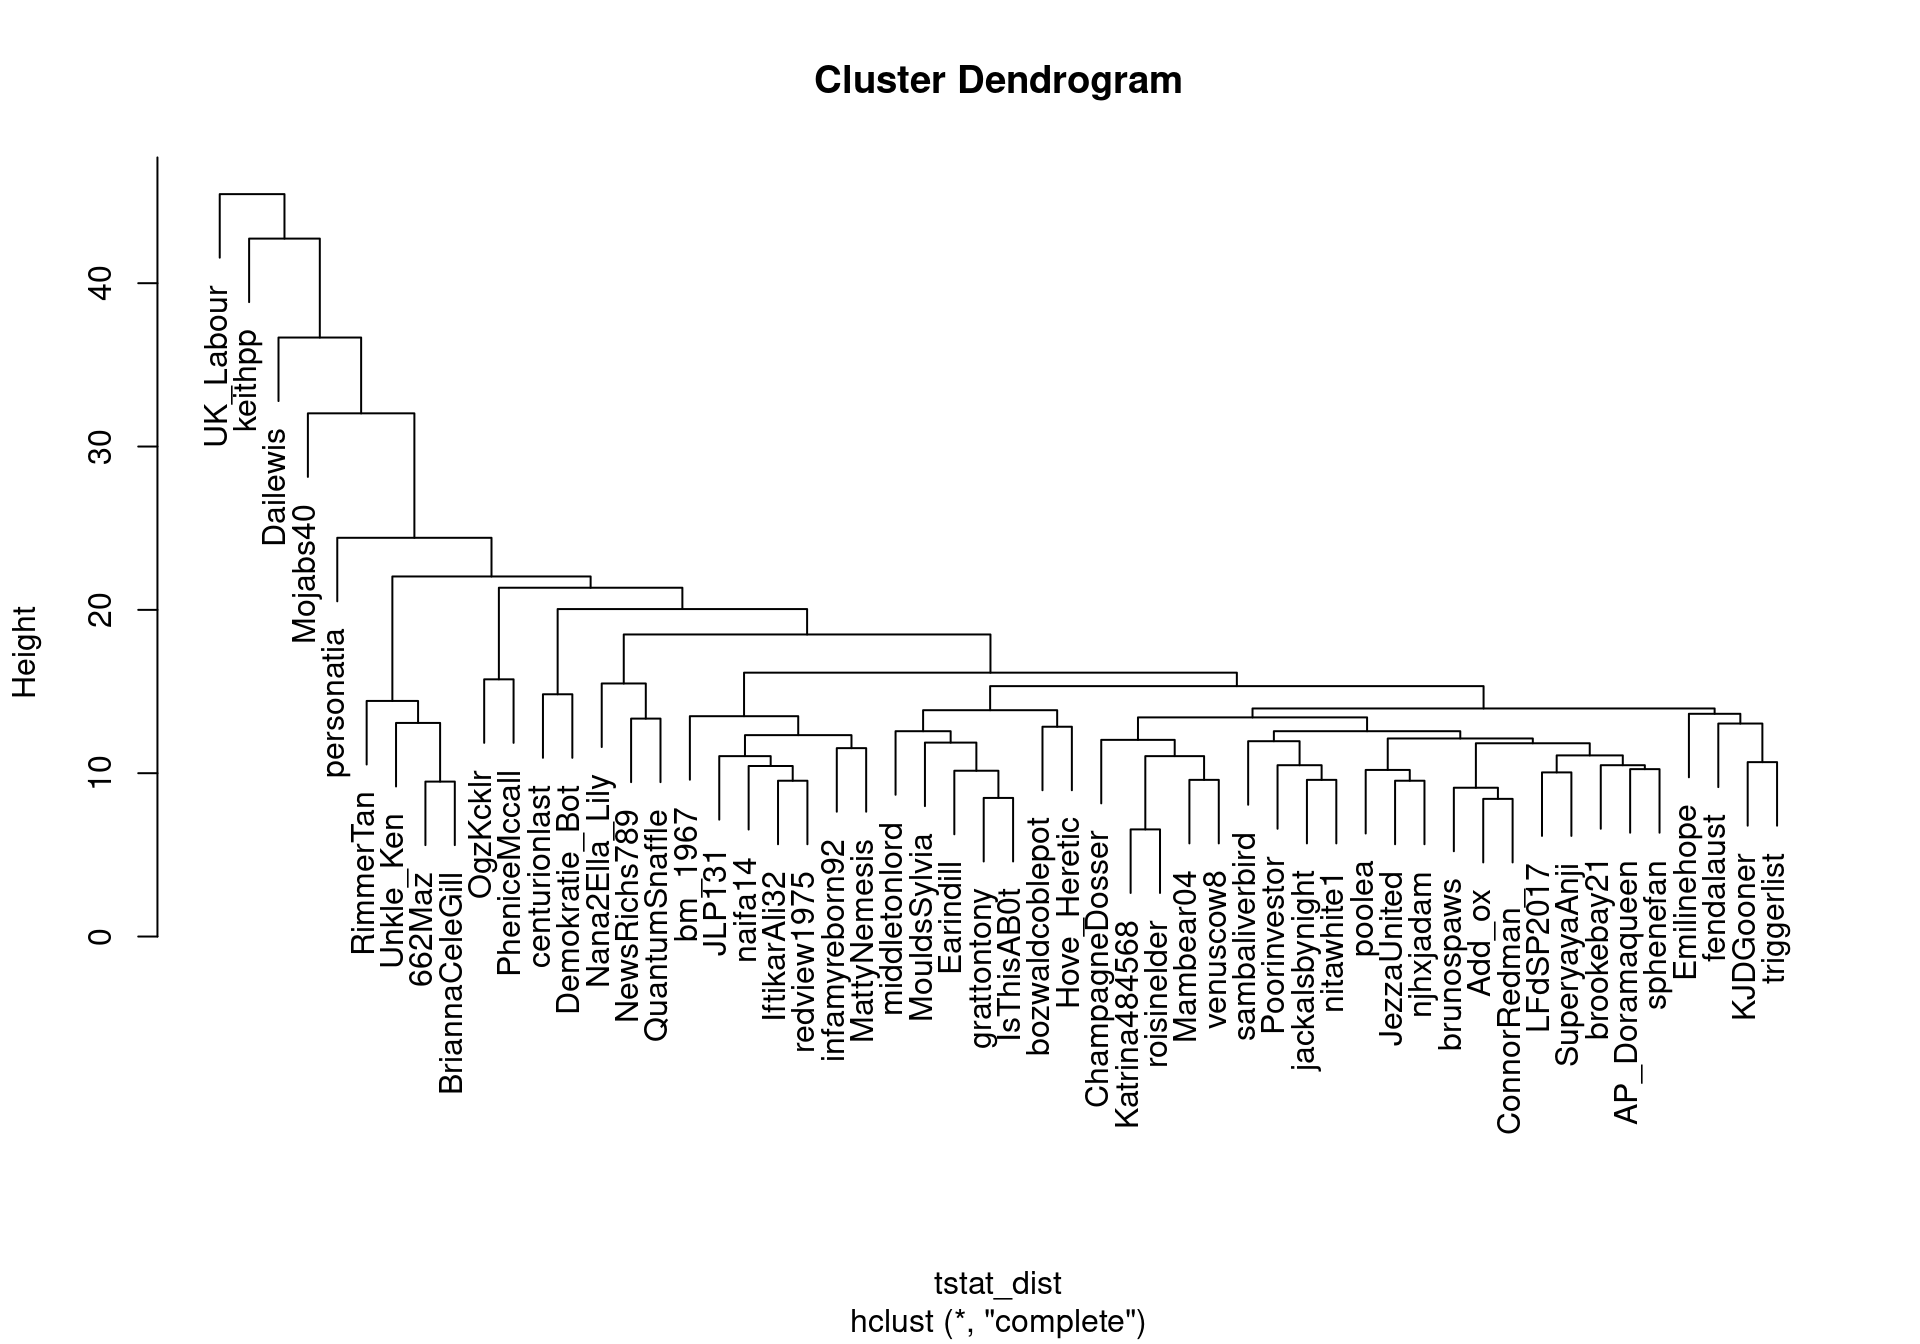 Cluster Dendrogram
Height
40
30
20
10
0
UK_Labour
keithpp
Dailewis
Mojabs40
personatia
RimmerTan
Unkle_Ken
662Maz
BriannaCeleGill
OgzKcklr
PheniceMccall
centurionlast
Demokratie_Bot
Nana2Ella_Lily
NewsRichs789
QuantumSnaffle
bm_1967
JLP131
naifa14
IftikarAli32
redview1975
infamyreborn92
MattyNemesis
middletonlord
MouldsSylvia
Earindill
grattontony
IsThisAB0t
bozwaldcoblepot
Hove_Heretic
ChampagneDosser
Katrina484568
roisinelder
Mambear04
venuscow8
sambaliverbird
Poorinvestor
jackalsbynight
nitawhite1
poolea
JezzaUnited
njhxjadam
brunospaws
Add_ox
ConnorRedman_
LFdSP2017
SuperyayaAnji
brookebay21
AP_Doramaqueen
sphenefan
Emilinehope
fendalaust
KJDGooner
triggerlist
tstat_dist
hclust (*, "complete")